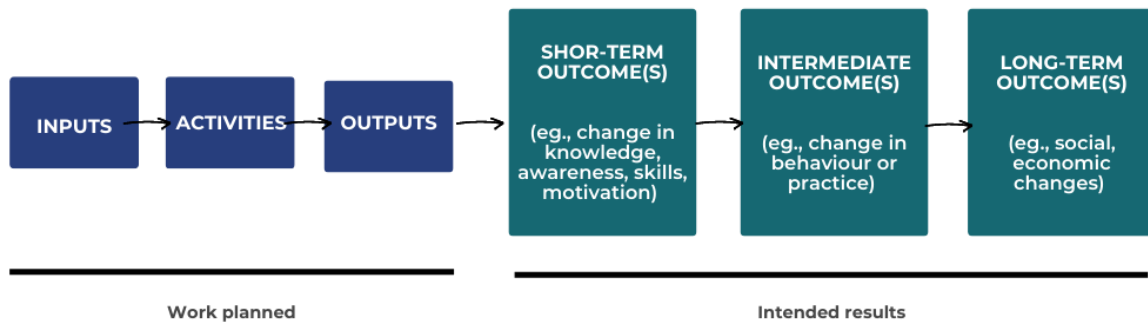 INPUTS
ACTIVITIES
OUTPUTS
SHOR-TERM
OUTCOME(S)
(eg., change in
knowledge,
awareness, skills,
motivation)
INTERMEDIATE
OUTCOME(S)
(eg., change in
behaviour or
practice)
LONG-TERM
OUTCOME(S)
(eg., social,
economic
changes)
Work planned
Intended results